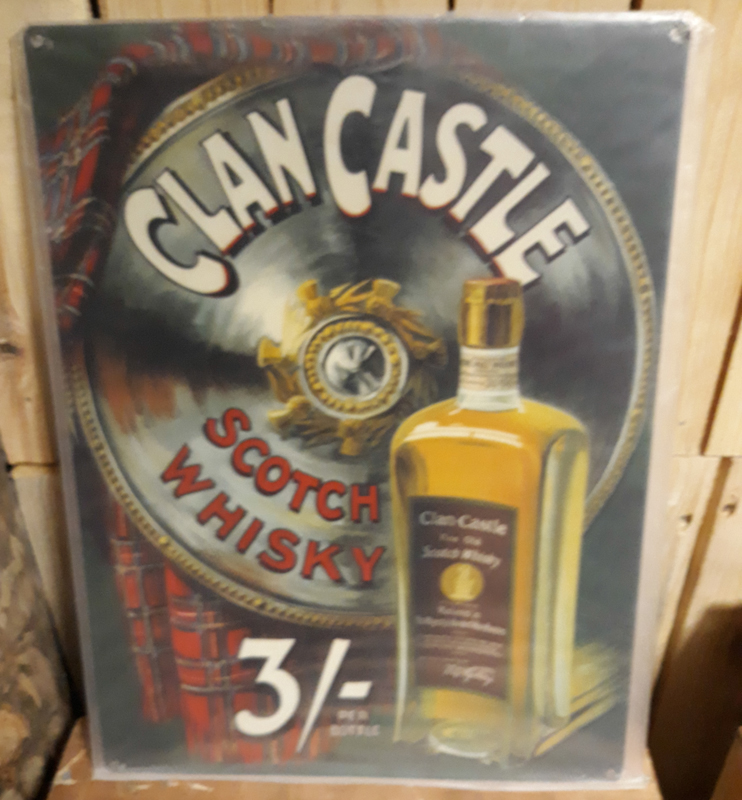 CLAN CASTLE
SCOTCH
WHISKY
Clan Castle
Scotch Whisky
3/-
PER
BOTTLE